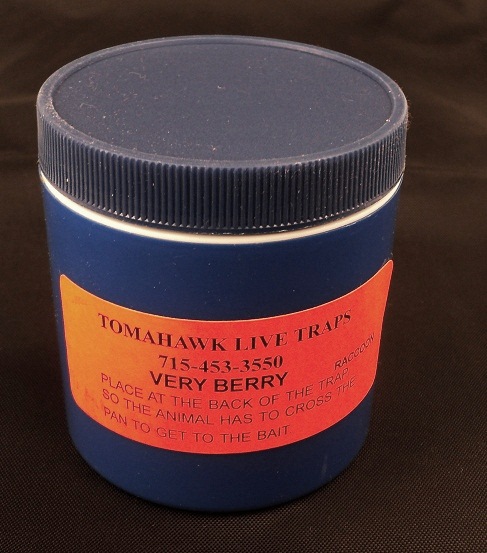 TOMAHAWK LIVE TRAPS
715-453-3550
VERY BERRY
RACCOON
PLACE AT THE BACK OF THE TRAP
SO THE ANIMAL HAS TO CROSS THE
PAN TO GET TO THE BAIT